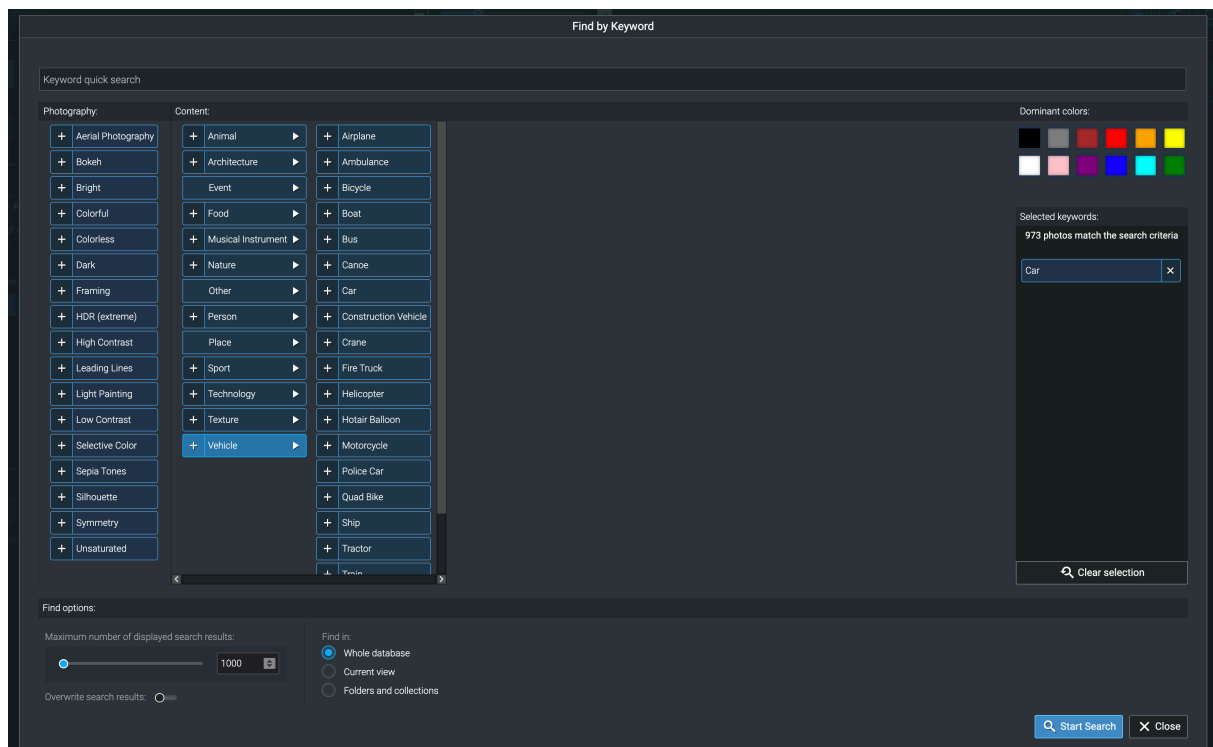 Find by Keyword
Keyword quick search
Photography:
Aerial Photography
Bokeh
Bright
Colorful
Colorless
Dark
Framing
HDR (extreme)
High Contrast
Leading Lines
Light Painting
Low Contrast
Selective Color
Sepia Tones
Silhouette
Symmetry
Unsaturated
Content:
Animal
Architecture
Event
Food
Musical Instrument
Nature
Other
Person
Place
Sport
Technology
Texture
Vehicle
Airplane
Ambulance
Bicycle
Boat
Bus
Canoe
Car
Construction Vehicle
Crane
Fire Truck
Helicopter
Hotair Balloon
Motorcycle
Police Car
Quad Bike
Ship
Tractor
Train
Dominant colors:
Selected keywords:
973 photos match the search criteria
Car
Clear selection
Find options:
Maximum number of displayed search results:
1000
Overwrite search results:
Find in:
Whole database
Current view
Folders and collections
Start Search
Close